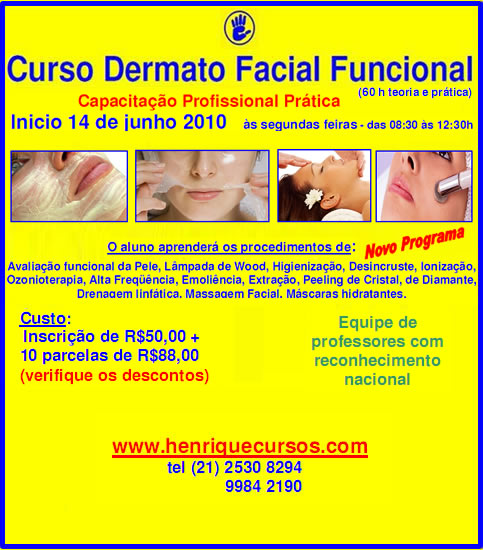 Curso Dermato Facial Funcional
(60 h teoria e prática)
Capacitação Profissional Prática
Inicio 14 de junho 2010 às segundas feiras - das 08:30 às 12:30h
O aluno aprenderá os procedimentos de: Novo Programa
Avaliação funcional da Pele, Lâmpada de Wood, Higienização, Desincruste, Ionização,
Ozonioterapia, Alta Freqüência, Emoliência, Extração, Peeling de Cristal, de Diamante,
Drenagem linfática. Massagem Facial. Máscaras hidratantes.
Custo:
Inscrição de R$50,00 +
10 parcelas de R$88,00
(verifique os descontos)
Equipe de
professores com
reconhecimento
nacional
www.henriquecursos.com
tel (21) 2530 8294
9984 2190